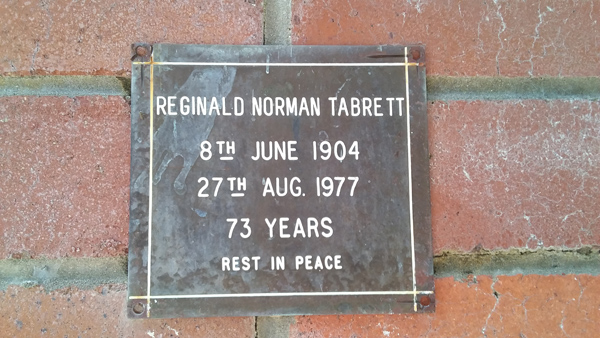 REGINALD NORMAN TABRETT
8TH JUNE 1904
27TH AUG. 1977
73 YEARS
REST IN PEACE